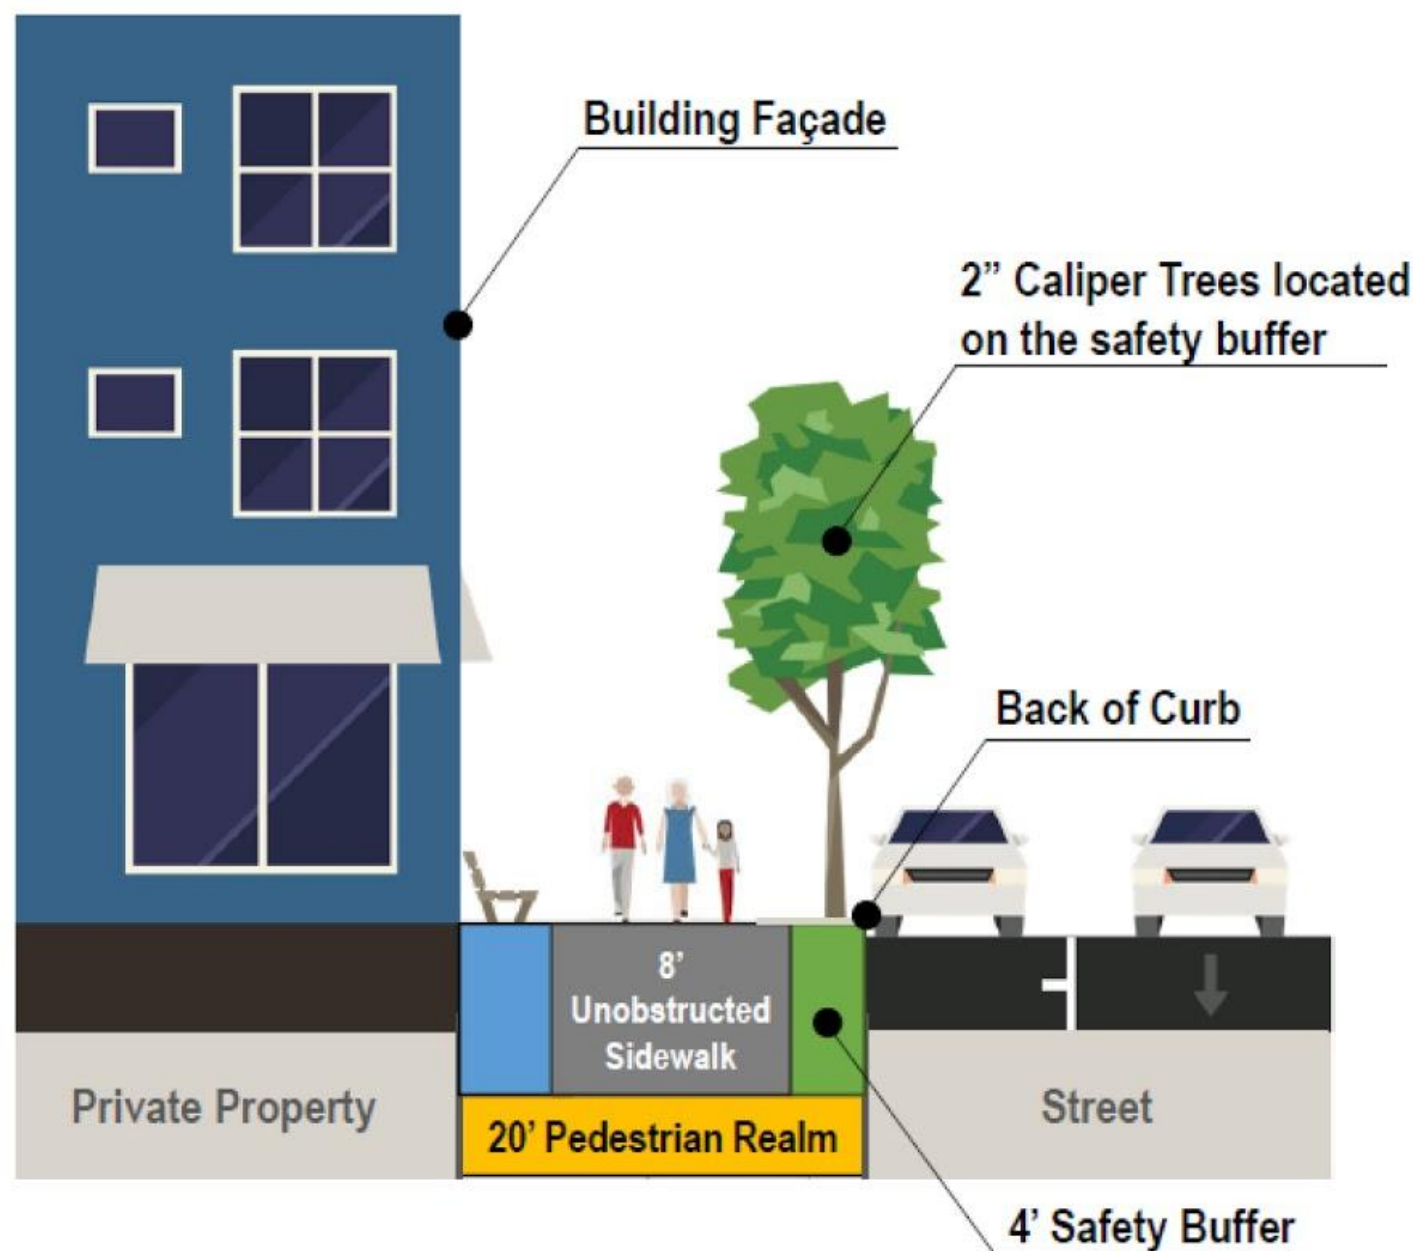 Building Façade
2” Caliper Trees located
on the safety buffer
Back of Curb
8’
Unobstructed
Sidewalk
Private Property
Street
20’ Pedestrian Realm
4’ Safety Buffer